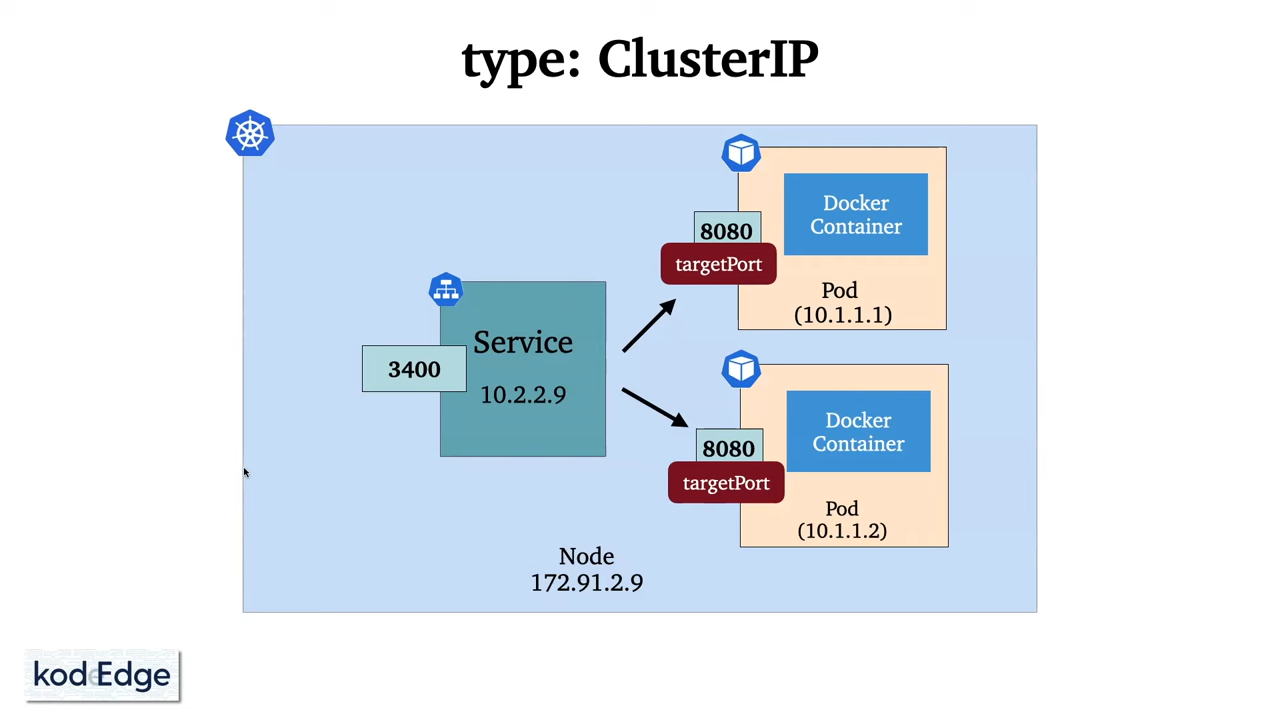 type: ClusterIP
8080
targetPort
Docker
Container
Pod
(10.1.1.1)
Service
3400
10.2.2.9
8080
targetPort
Docker
Container
Pod
(10.1.1.2)
Node
172.91.2.9
kodeEdge